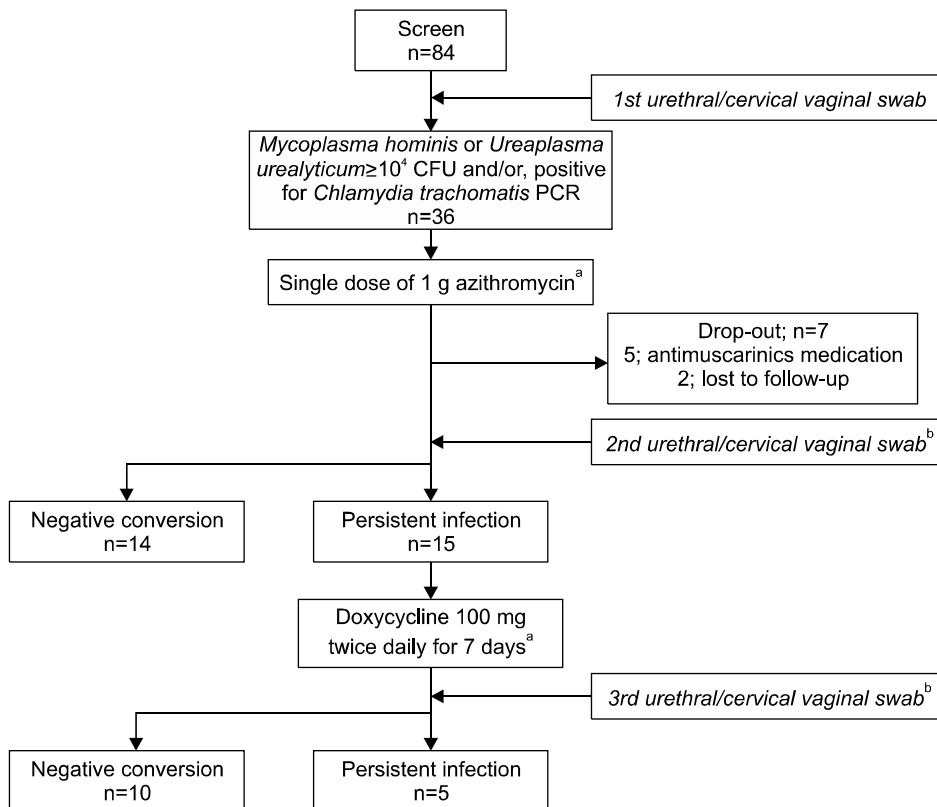 Screen
n=84
1st urethral/cervical vaginal swab
Mycoplasma hominis or Ureaplasma
urealyticum≥10⁴ CFU and/or, positive
for Chlamydia trachomatis PCR
n=36
Single dose of 1 g azithromycinᵃ
Drop-out; n=7
5; antimuscarinics medication
2; lost to follow-up
2nd urethral/cervical vaginal swabᵇ
Negative conversion
n=14
Persistent infection
n=15
Doxycycline 100 mg
twice daily for 7 daysᵃ
3rd urethral/cervical vaginal swabᵇ
Negative conversion
n=10
Persistent infection
n=5